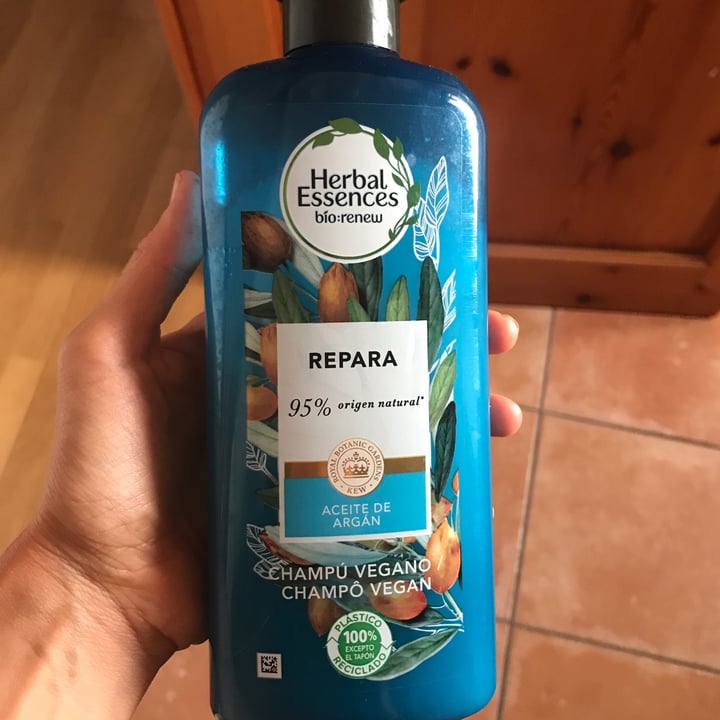 Herbal
Essences
bío:renew
REPARA
95% origen natural*
ROYAL BOTANIC GARDENS
• KEW •
ACEITE DE
ARGÁN
CHAMPÚ VEGANO /
CHAMPÔ VEGAN
PLÁSTICO
100%
EXCEPTO
EL TAPÓN
RECICLADO